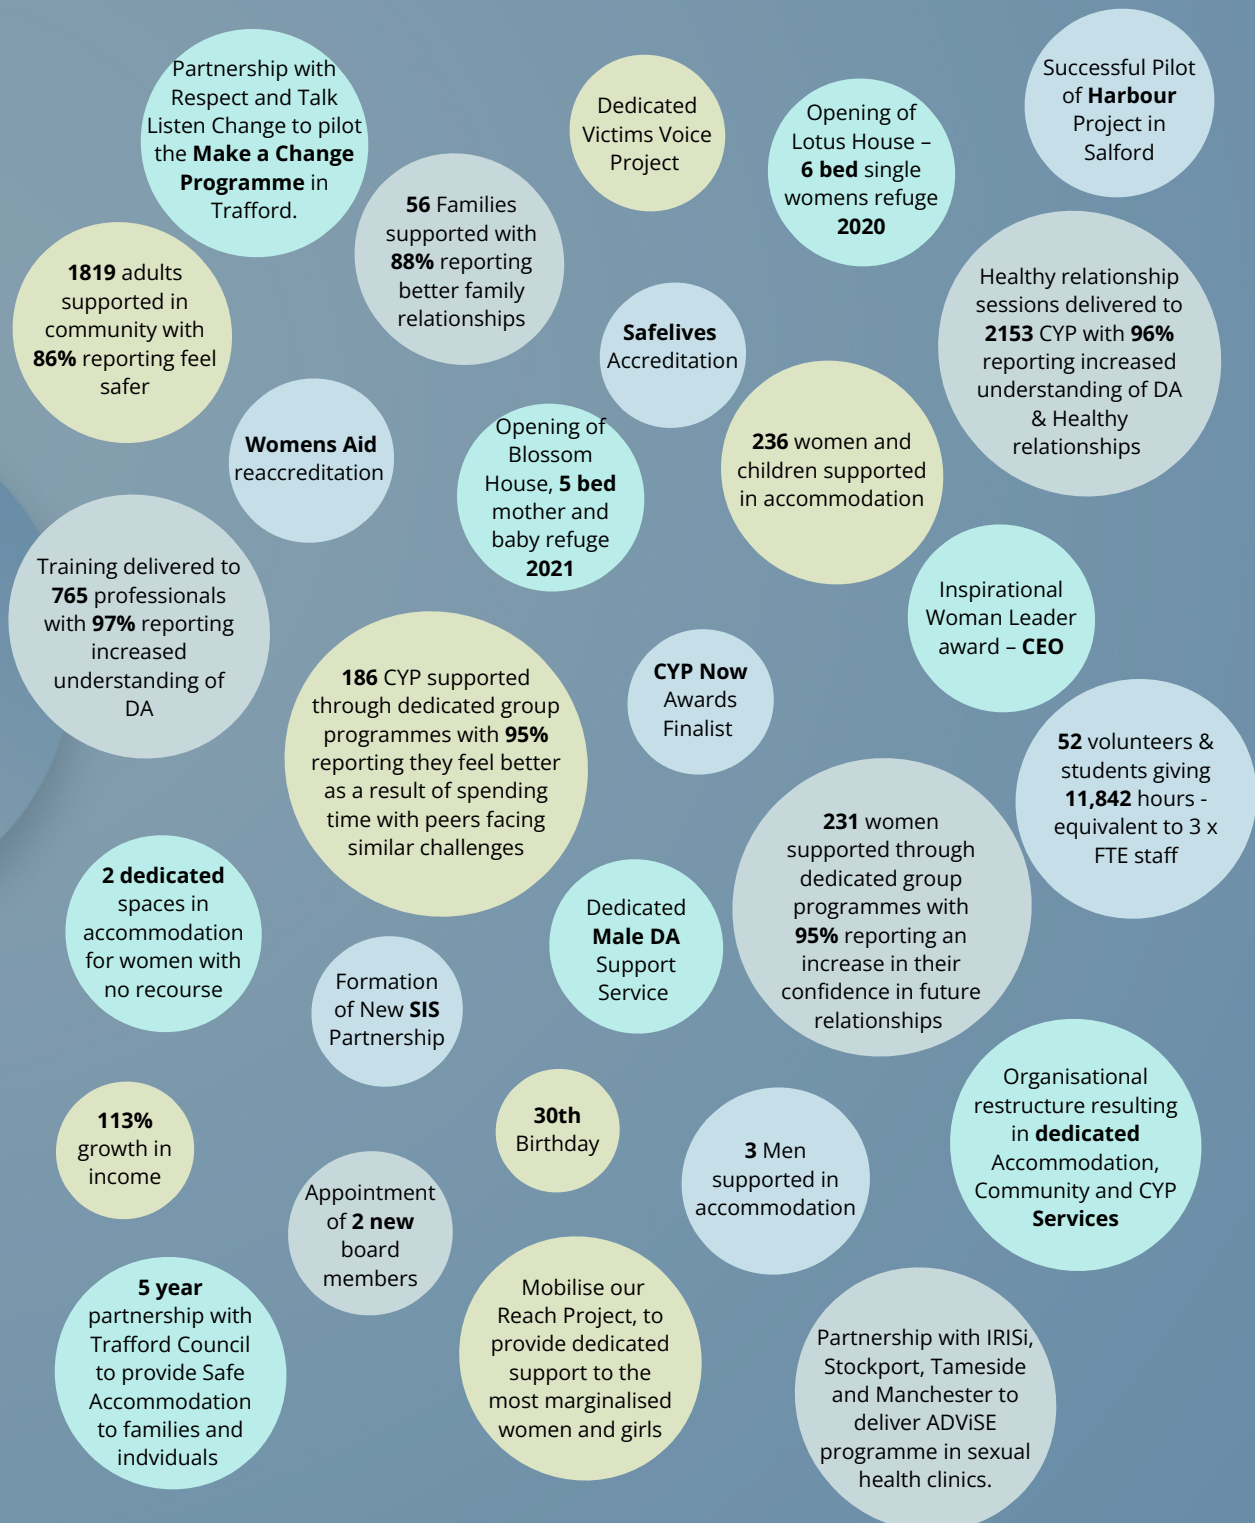 Partnership with
Respect and Talk
Listen Change to pilot
the Make a Change
Programme in
Trafford.
Dedicated
Victims Voice
Project
Opening of
Lotus House –
6 bed single
womens refuge
2020
Successful Pilot
of Harbour
Project in
Salford
56 Families
supported with
88% reporting
better family
relationships
1819 adults
supported in
community with
86% reporting feel
safer
Safelives
Accreditation
Healthy relationship
sessions delivered to
2153 CYP with 96%
reporting increased
understanding of DA
& Healthy
relationships
Womens Aid
reaccreditation
Opening of
Blossom
House, 5 bed
mother and
baby refuge
2021
236 women and
children supported
in accommodation
Training delivered to
765 professionals
with 97% reporting
increased
understanding of
DA
Inspirational
Woman Leader
award – CEO
186 CYP supported
through dedicated group
programmes with 95%
reporting they feel better
as a result of spending
time with peers facing
similar challenges
CYP Now
Awards
Finalist
52 volunteers &
students giving
11,842 hours -
equivalent to 3 x
FTE staff
231 women
supported through
dedicated group
programmes with
95% reporting an
increase in their
confidence in future
relationships
2 dedicated
spaces in
accommodation
for women with
no recourse
Dedicated
Male DA
Support
Service
Formation
of New SIS
Partnership
113%
growth in
income
30th
Birthday
3 Men
supported in
accommodation
Organisational
restructure resulting
in dedicated
Accommodation,
Community and CYP
Services
Appointment
of 2 new
board
members
5 year
partnership with
Trafford Council
to provide Safe
Accommodation
to families and
indviduals
Mobilise our
Reach Project, to
provide dedicated
support to the
most marginalised
women and girls
Partnership with IRISi,
Stockport, Tameside
and Manchester to
deliver ADViSE
programme in sexual
health clinics.